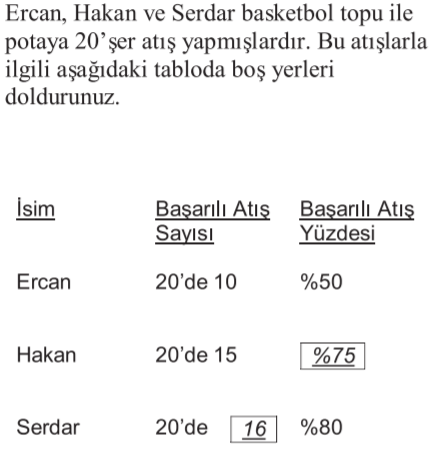 Ercan, Hakan ve Serdar basketbol topu ile
potaya 20’şer atış yapmışlardır. Bu atışlarla
ilgili aşağıdaki tabloda boş yerleri
doldurunuz.
İsim Başarılı Atış Sayısı Başarılı Atış Yüzdesi
Ercan 20’de 10 %50
Hakan 20’de 15 %75
Serdar 20’de 16 %80